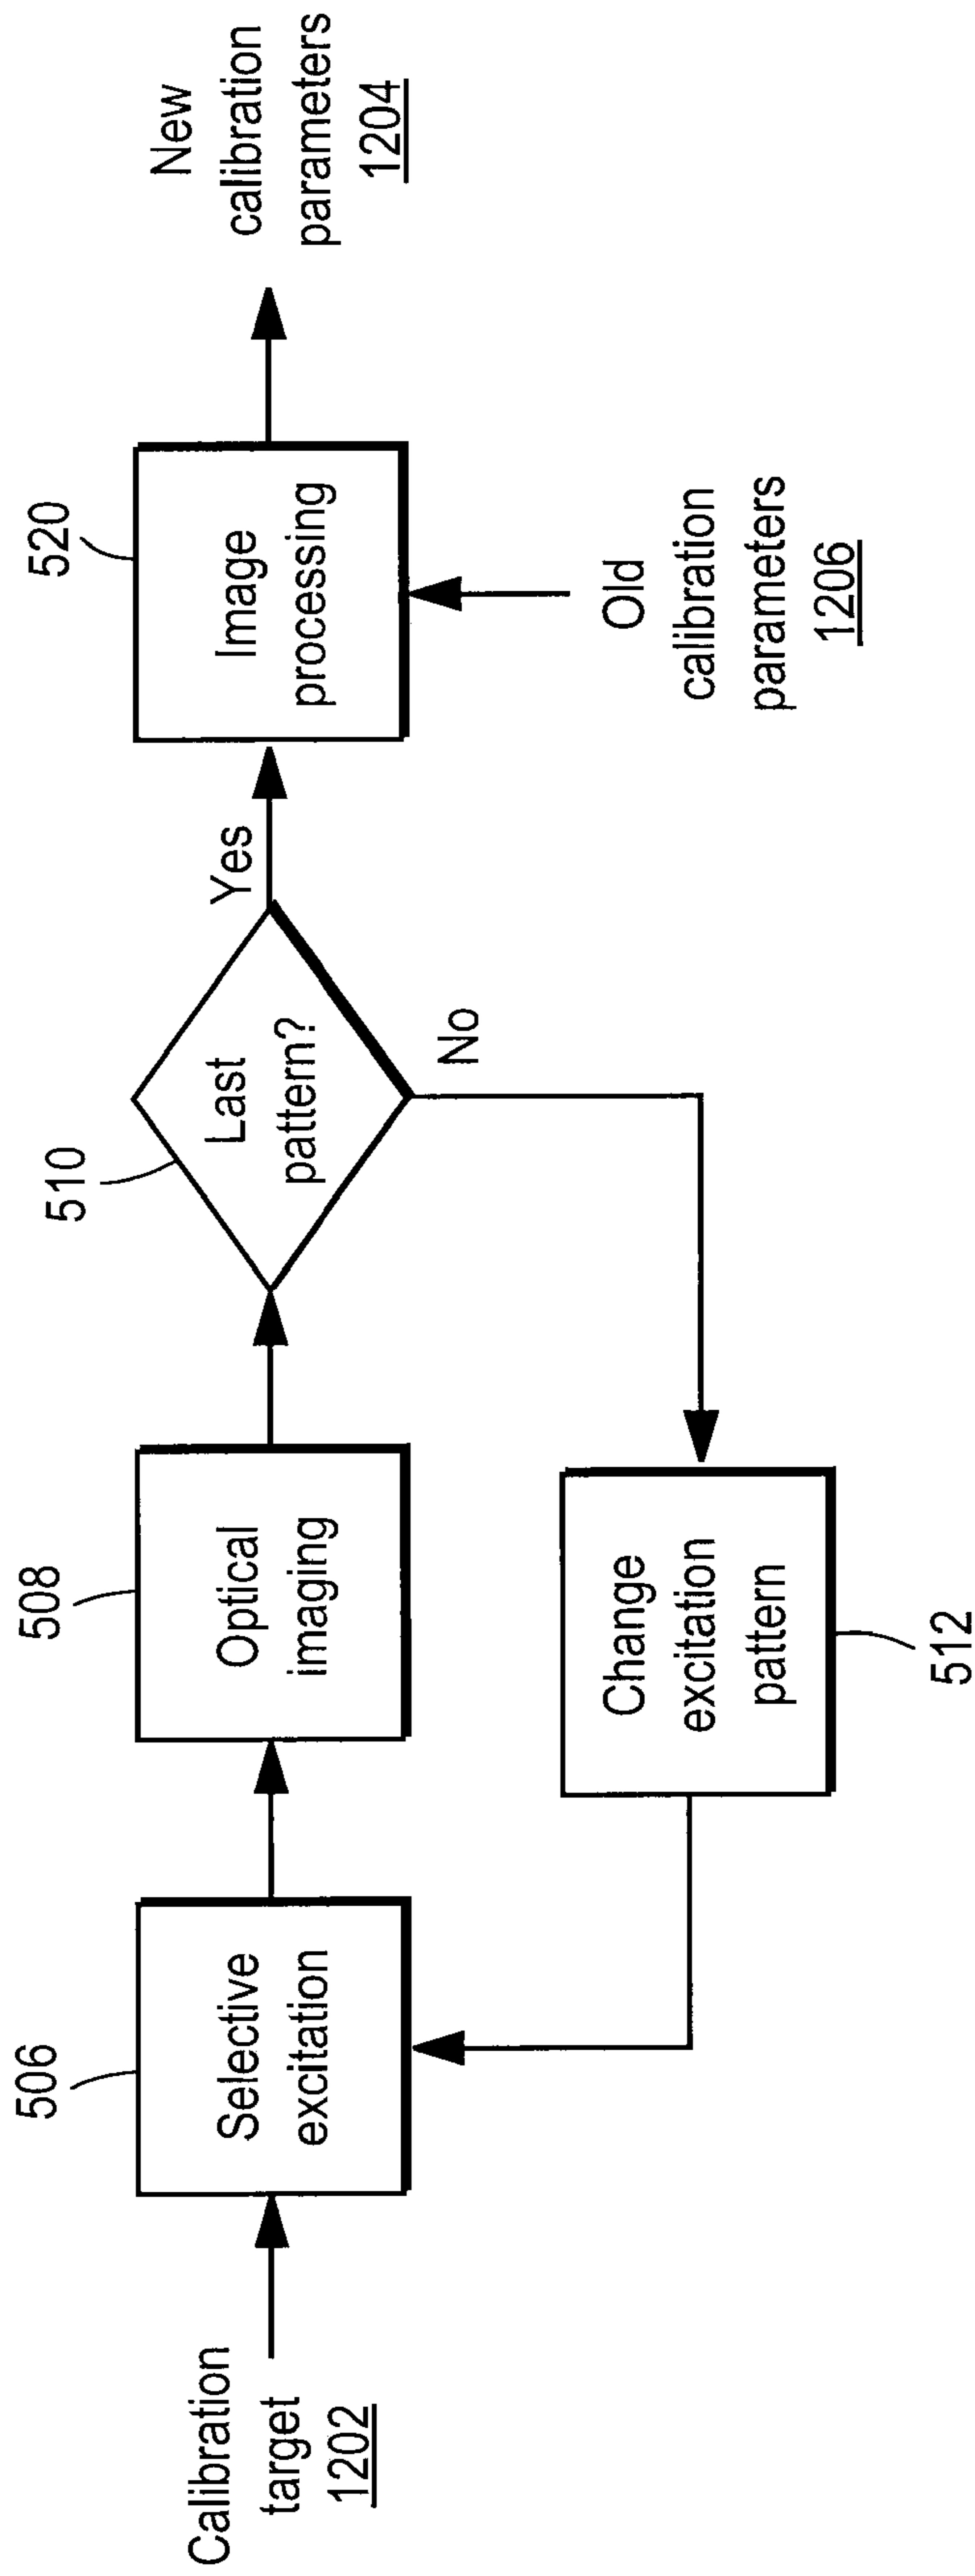 Calibration
target
1202
506
Selective
excitation
508
Optical
imaging
510
Last
pattern?
Yes
No
512
Change
excitation
pattern
520
Image
processing
Old
calibration
parameters
1206
New
calibration
parameters
1204